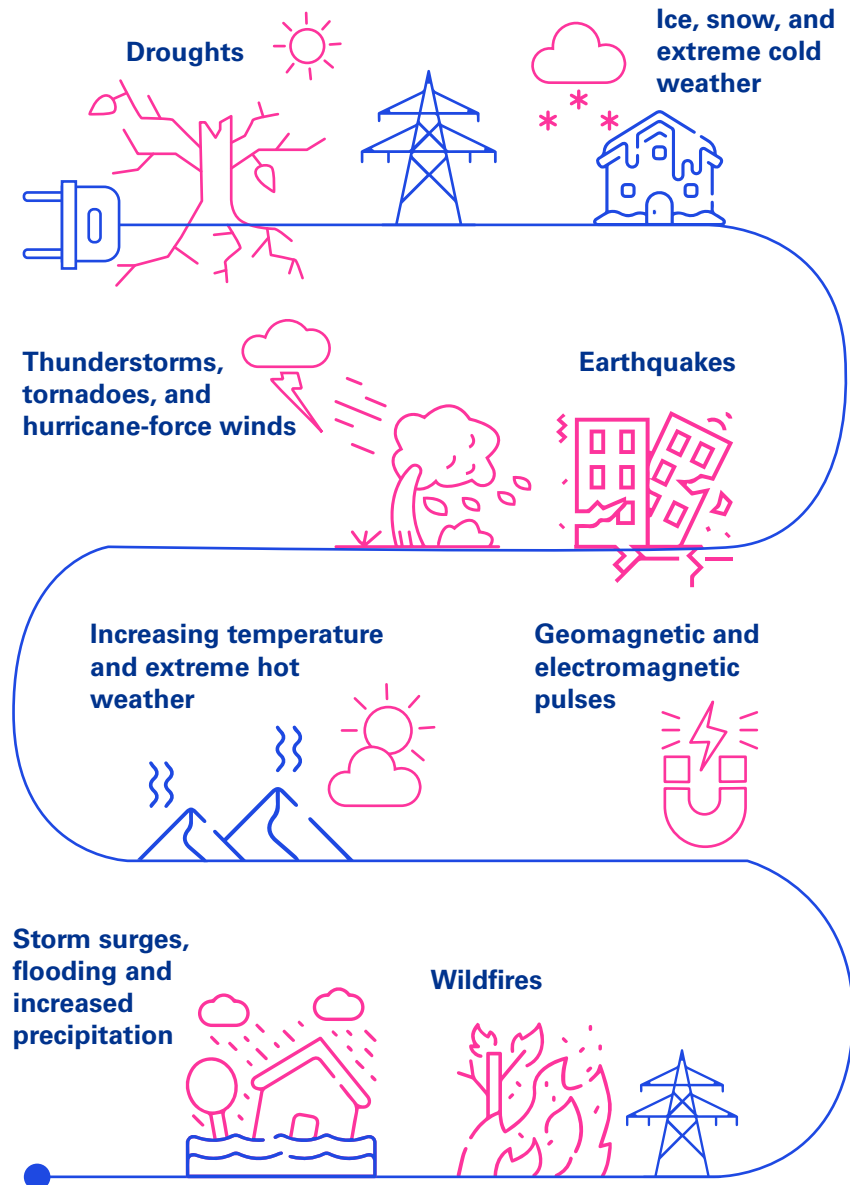 Droughts
Ice, snow, and
extreme cold
weather
Thunderstorms,
tornadoes, and
hurricane-force winds
Earthquakes
Increasing temperature
and extreme hot
weather
Geomagnetic and
electromagnetic
pulses
Storm surges,
flooding and
increased
precipitation
Wildfires